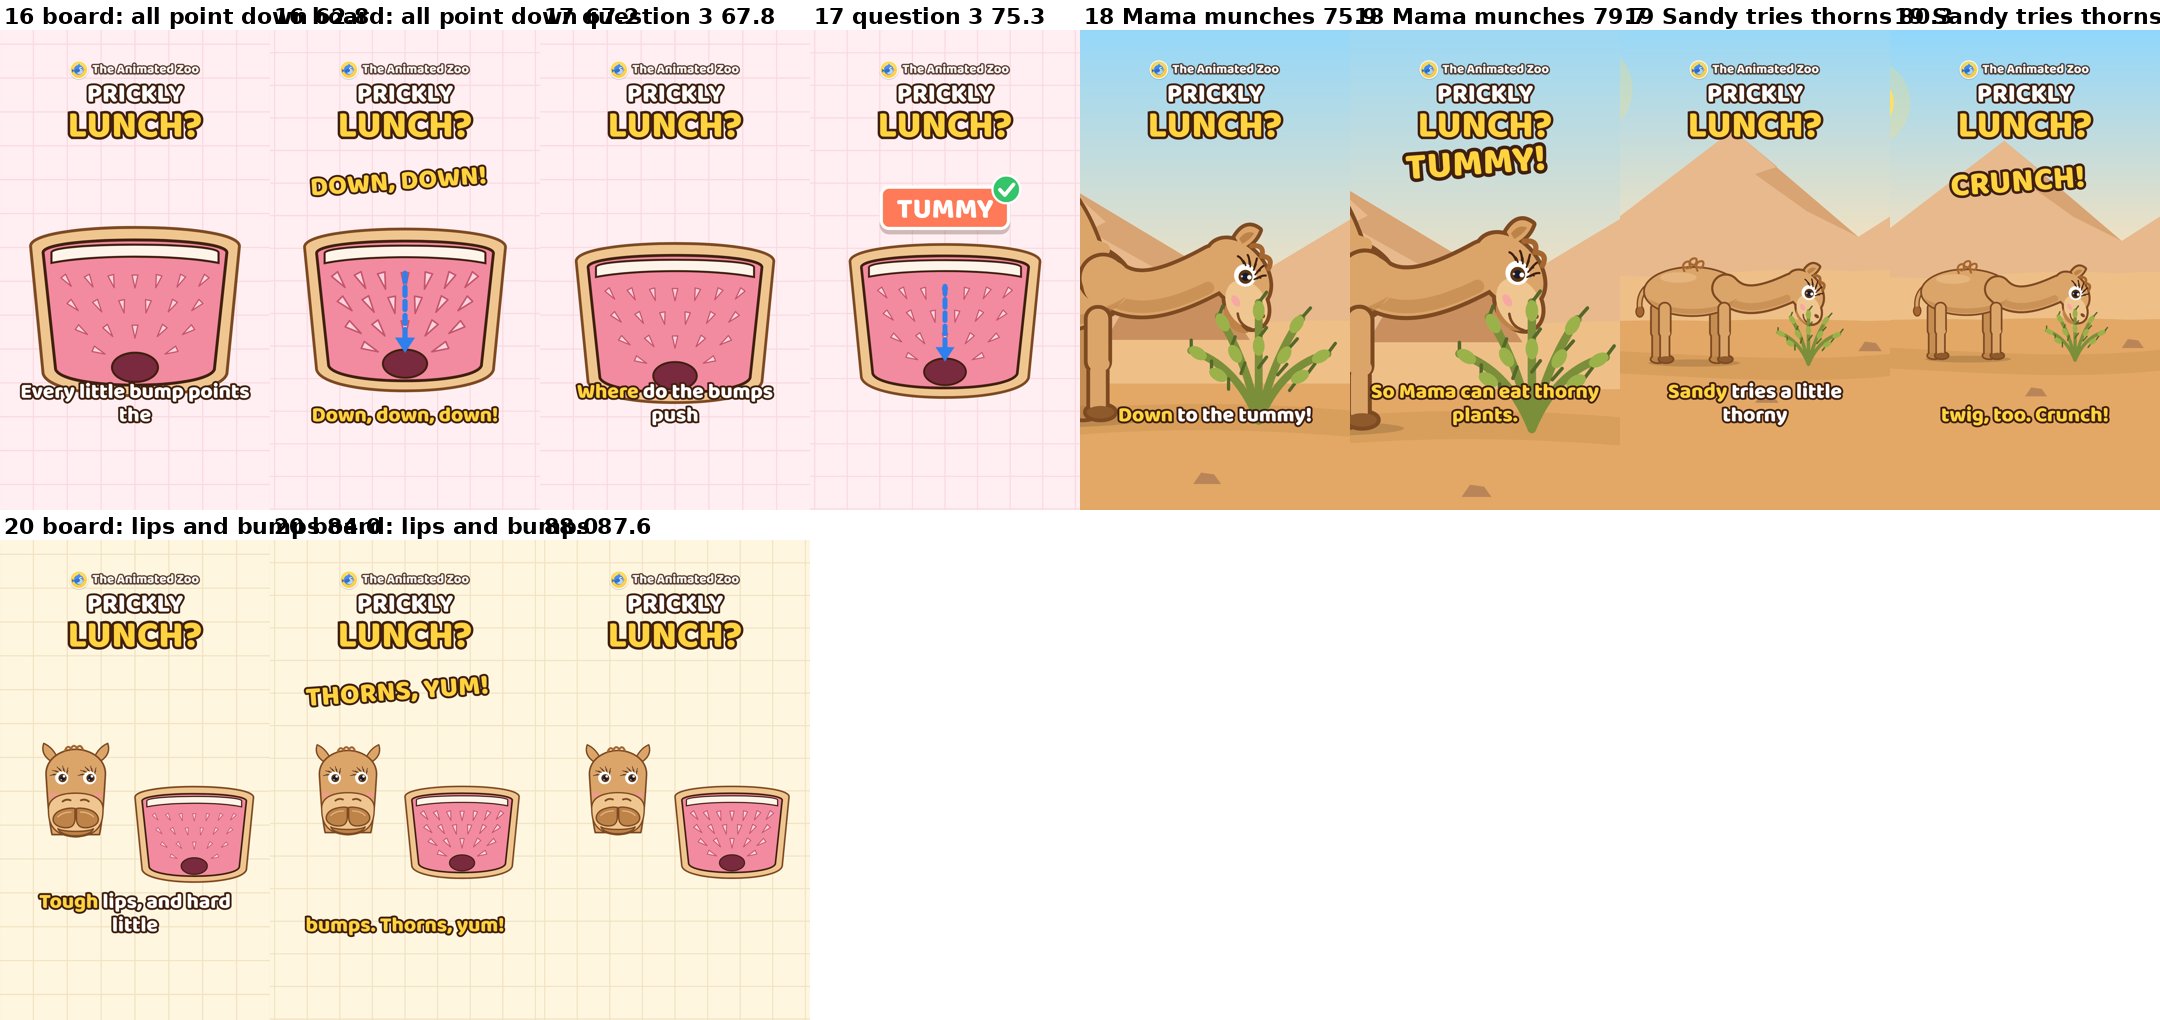 16 board: all point down 62.8
16 board: all point down 67.2
17 question 3 67.8
17 question 3 75.3
18 Mama munches 75.9
18 Mama munches 79.7
19 Sandy tries thorns 80.3
19 Sandy tries thorns
The Animated Zoo
PRICKLY
LUNCH?
Every little bump points
the
The Animated Zoo
PRICKLY
LUNCH?
DOWN, DOWN!
Down, down, down!
The Animated Zoo
PRICKLY
LUNCH?
Where do the bumps
push
The Animated Zoo
PRICKLY
LUNCH?
TUMMY
The Animated Zoo
PRICKLY
LUNCH?
Down to the tummy!
The Animated Zoo
PRICKLY
LUNCH?
TUMMY!
So Mama can eat thorny
plants.
The Animated Zoo
PRICKLY
LUNCH?
Sandy tries a little
thorny
The Animated Zoo
PRICKLY
LUNCH?
CRUNCH!
twig, too. Crunch!
20 board: lips and bumps 84.0
20 board: lips and bumps 87.6
88.0
The Animated Zoo
PRICKLY
LUNCH?
Tough lips, and hard
little
The Animated Zoo
PRICKLY
LUNCH?
THORNS, YUM!
bumps. Thorns, yum!
The Animated Zoo
PRICKLY
LUNCH?